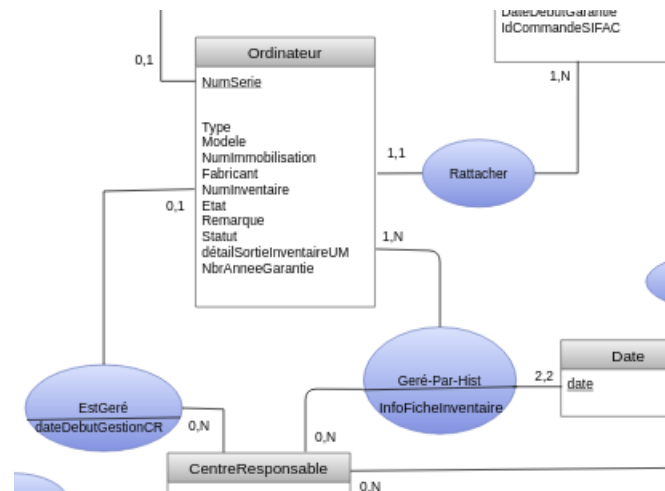 DateDebutGarantie
IdCommandeSIFAC
0,1
Ordinateur
1,N
NumSerie
Type
Modele
NumImmobilisation
Fabricant
NumInventaire
Etat
Remarque
Statut
détailSortieInventaireUM
NbrAnneeGarantie
1,1
Rattacher
0,1
1,N
Geré-Par-Hist
InfoFicheInventaire
2,2
Date
date
EstGeré
dateDebutGestionCR
0,N
0,N
CentreResponsable
0,N